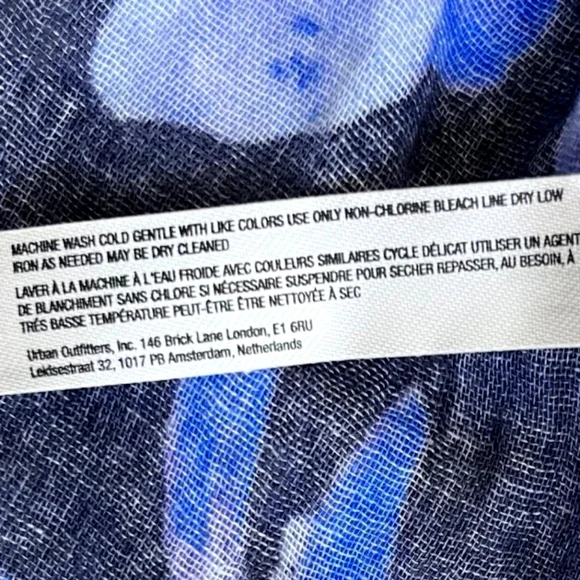 MACHINE WASH COLD GENTLE WITH LIKE COLORS USE ONLY NON-CHLORINE BLEACH LINE DRY LOW
IRON AS NEEDED MAY BE DRY CLEANED
LAVER À LA MACHINE À L'EAU FROIDE AVEC COULEURS SIMILAIRES CYCLE DÉLICAT UTILISER UN AGENT
DE BLANCHIMENT SANS CHLORE SI NÉCESSAIRE SUSPENDRE POUR SECHER REPASSER, AU BESOIN, À
TRÉS BASSE TEMPÉRATURE PEUT-ÊTRE ÊTRE NETTOYÉE À SEC
Urban Outfitters, Inc. 146 Brick Lane London, E1 6RU
Leidsestraat 32, 1017 PB Amsterdam, Netherlands